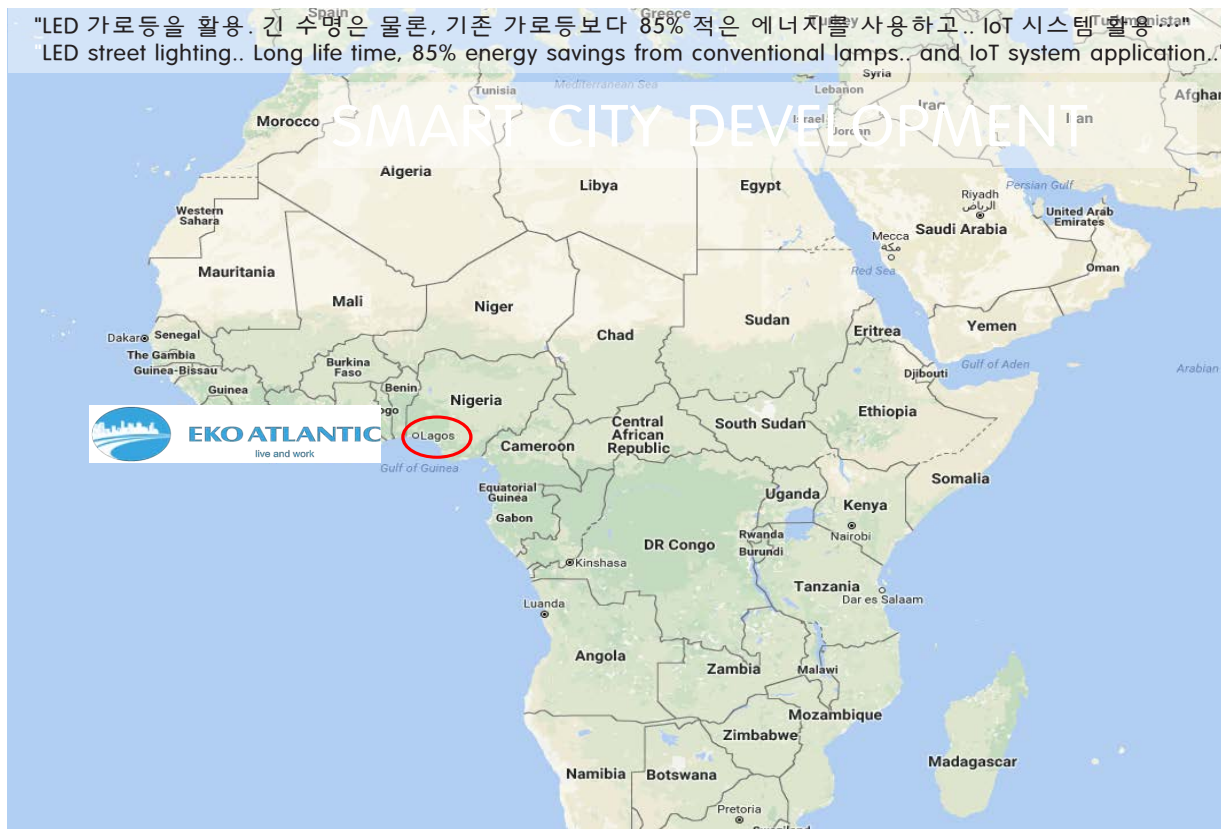 "LED 가로등을 활용. 긴 수명은 물론, 기존 가로등보다 85% 적은 에너지를 사용하고.. IoT 시스템 활용...."
"LED street lighting.. Long life time, 85% energy savings from conventional lamps.. and IoT system application.."
Spain
Greece
Turkey
Turkmenistan
SMART CITY DEVELOPMENT
Tunisia
Mediterranean Sea
Syria
Lebanon
Iraq
Iran
Afghan
Israel
Jordan
Morocco
Algeria
Libya
Egypt
Persian Gulf
Riyadh
الرياض
Western
Sahara
United Arab
Emirates
Saudi Arabia
Mecca
مكة
Oman
Red Sea
Mauritania
Mali
Niger
Chad
Sudan
Eritrea
Yemen
Dakar
Senegal
The Gambia
Guinea-Bissau
Guinea
Burkina
Faso
Benin
ogo
Nigeria
Gulf of Aden
Djibouti
Arabian
Ethiopia
EKO ATLANTIC
live and work
Lagos
Cameroon
Central
African
Republic
South Sudan
Gulf of Guinea
Somalia
Equatorial
Guinea
Gabon
Uganda
Kenya
Nairobi
Rwanda
Burundi
DR Congo
Kinshasa
Tanzania
Dar es Salaam
Luanda
Angola
Zambia
Malawi
Mozambique
Zimbabwe
Madagascar
Namibia
Botswana
Pretoria
Swaziland